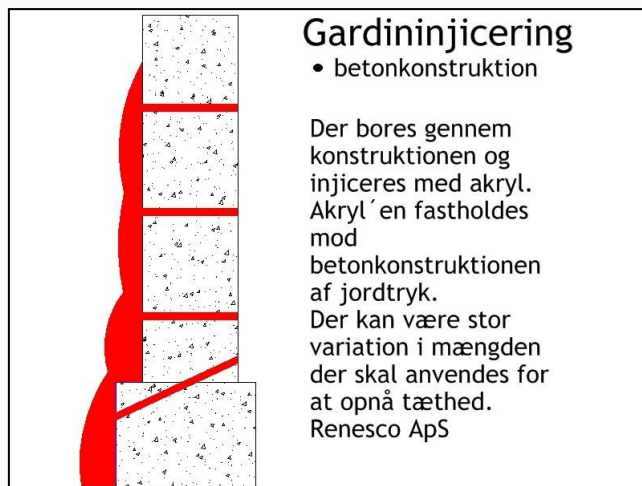 Gardininjicering
• betonkonstruktion
Der bores gennem
konstruktionen og
injiceres med akryl.
Akryl´en fastholdes
mod
betonkonstruktionen
af jordtryk.
Der kan være stor
variation i mængden
der skal anvendes for
at opnå tæthed.
Renesco ApS